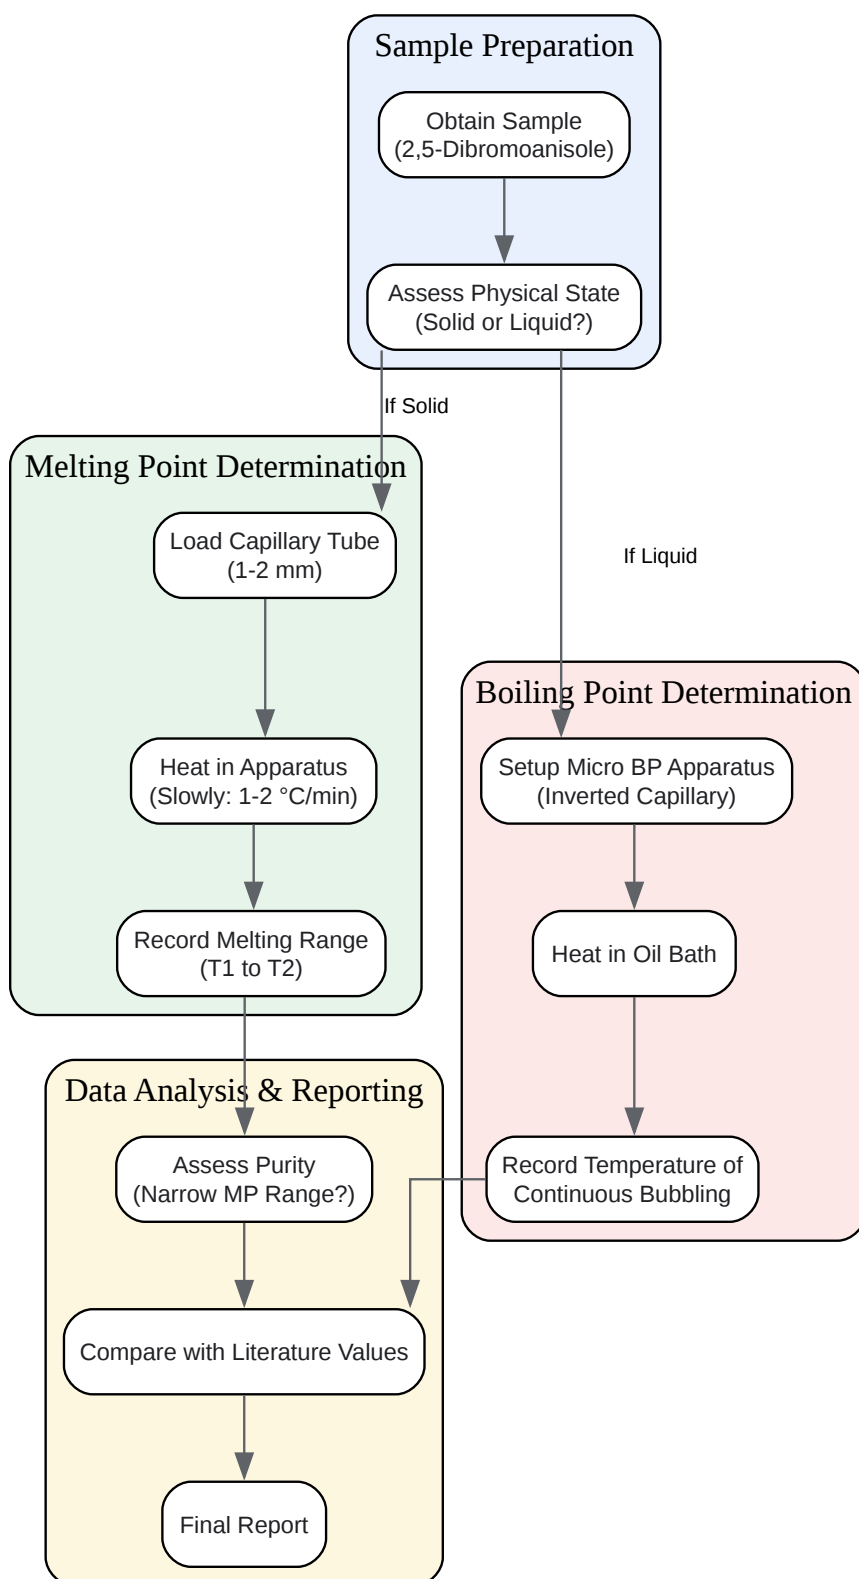 Sample Preparation
Obtain Sample
(2,5-Dibromoanisole)
Assess Physical State
(Solid or Liquid?)
If Solid
Melting Point Determination
Load Capillary Tube
(1-2 mm)
If Liquid
Heat in Apparatus
(Slowly: 1-2 °C/min)
Record Melting Range
(T1 to T2)
Boiling Point Determination
Setup Micro BP Apparatus
(Inverted Capillary)
Heat in Oil Bath
Record Temperature of
Continuous Bubbling
Data Analysis & Reporting
Assess Purity
(Narrow MP Range?)
Compare with Literature Values
Final Report